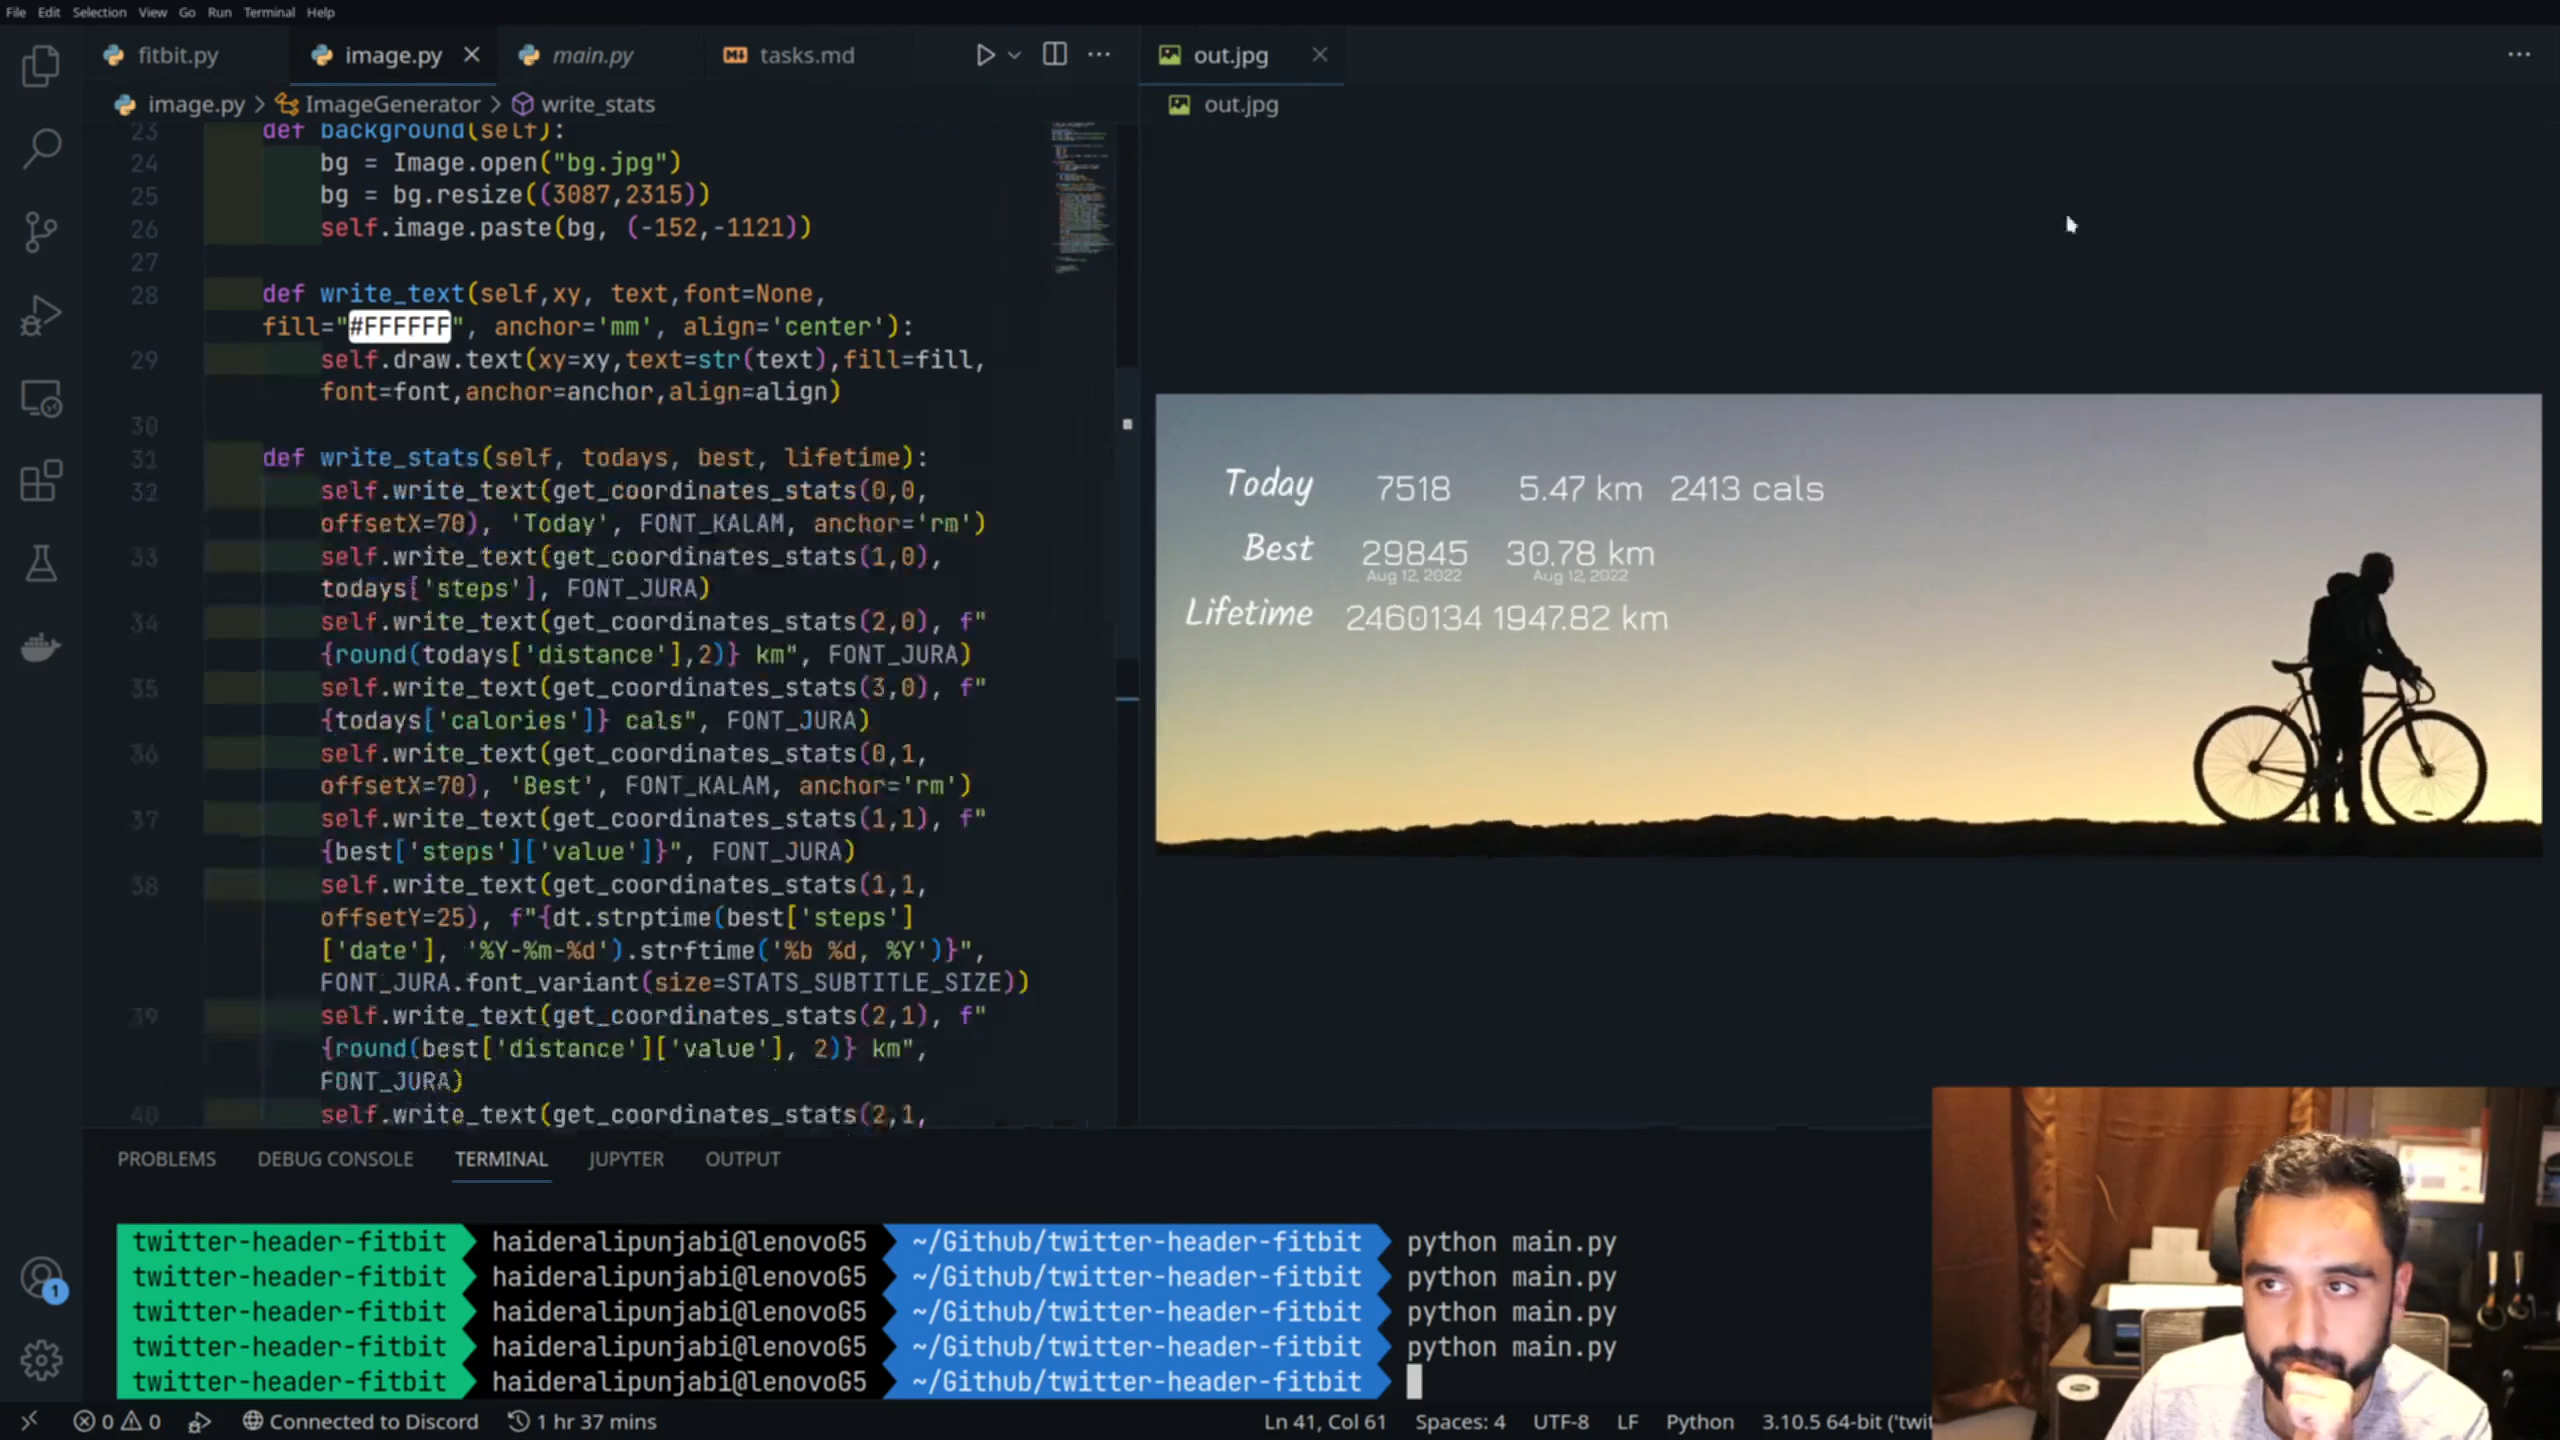 File Edit Selection View Go Run Terminal Help
fitbit.py image.py main.py tasks.md
image.py > ImageGenerator > write_stats
23 def background(self):
24 bg = Image.open("bg.jpg")
25 bg = bg.resize((3087,2315))
26 self.image.paste(bg, (-152,-1121))
27
28 def write_text(self,xy, text,font=None,
fill="#FFFFFF", anchor='mm', align='center'):
29 self.draw.text(xy=xy,text=str(text),fill=fill,
font=font,anchor=anchor,align=align)
30
31 def write_stats(self, todays, best, lifetime):
32 self.write_text(get_coordinates_stats(0,0,
offsetX=70), 'Today', FONT_KALAM, anchor='rm')
33 self.write_text(get_coordinates_stats(1,0),
todays['steps'], FONT_JURA)
34 self.write_text(get_coordinates_stats(2,0), f"
{round(todays['distance'],2)} km", FONT_JURA)
35 self.write_text(get_coordinates_stats(3,0), f"
{todays['calories']} cals", FONT_JURA)
36 self.write_text(get_coordinates_stats(0,1,
offsetX=70), 'Best', FONT_KALAM, anchor='rm')
37 self.write_text(get_coordinates_stats(1,1), f"
{best['steps']['value']}", FONT_JURA)
38 self.write_text(get_coordinates_stats(1,1,
offsetY=25), f"{dt.strptime(best['steps']
['date'], '%Y-%m-%d').strftime('%b %d, %Y')}",
FONT_JURA.font_variant(size=STATS_SUBTITLE_SIZE))
39 self.write_text(get_coordinates_stats(2,1), f"
{round(best['distance']['value'], 2)} km",
FONT_JURA)
40 self.write_text(get_coordinates_stats(2,1,
out.jpg
out.jpg
Today 7518 5.47 km 2413 cals
Best 29845 30.78 km
Aug 12, 2022 Aug 12, 2022
Lifetime 2460134 1947.82 km
PROBLEMS DEBUG CONSOLE TERMINAL JUPYTER OUTPUT
twitter-header-fitbit haideralipunjabi@lenovoG5 ~/Github/twitter-header-fitbit python main.py
twitter-header-fitbit haideralipunjabi@lenovoG5 ~/Github/twitter-header-fitbit python main.py
twitter-header-fitbit haideralipunjabi@lenovoG5 ~/Github/twitter-header-fitbit python main.py
twitter-header-fitbit haideralipunjabi@lenovoG5 ~/Github/twitter-header-fitbit python main.py
twitter-header-fitbit haideralipunjabi@lenovoG5 ~/Github/twitter-header-fitbit
1
0 0 Connected to Discord 1 hr 37 mins Ln 41, Col 61 Spaces: 4 UTF-8 LF Python 3.10.5 64-bit ('twit